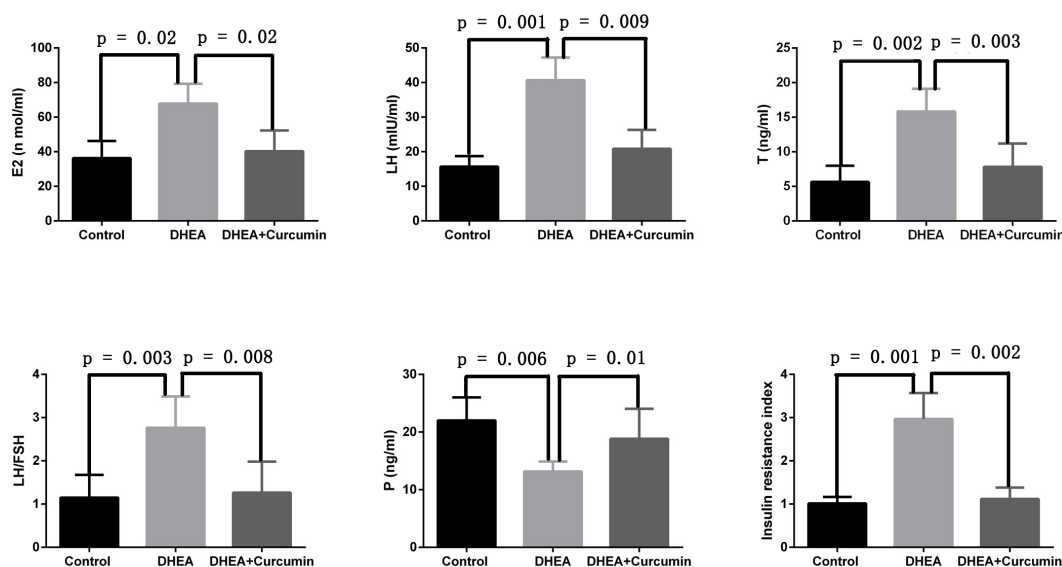 p = 0.02 p = 0.02
E2 (n mol/ml)
100
80
60
40
20
0
Control DHEA DHEA+Curcumin
p = 0.001 p = 0.009
LH (mIU/ml)
50
40
30
20
10
0
Control DHEA DHEA+Curcumin
p = 0.002 p = 0.003
T (ng/ml)
25
20
15
10
5
0
Control DHEA DHEA+Curcumin
p = 0.003 p = 0.008
LH/FSH
4
3
2
1
0
Control DHEA DHEA+Curcumin
p = 0.006 p = 0.01
P (ng/ml)
30
20
10
0
Control DHEA DHEA+Curcumin
p = 0.001 p = 0.002
Insulin resistance index
4
3
2
1
0
Control DHEA DHEA+Curcumin